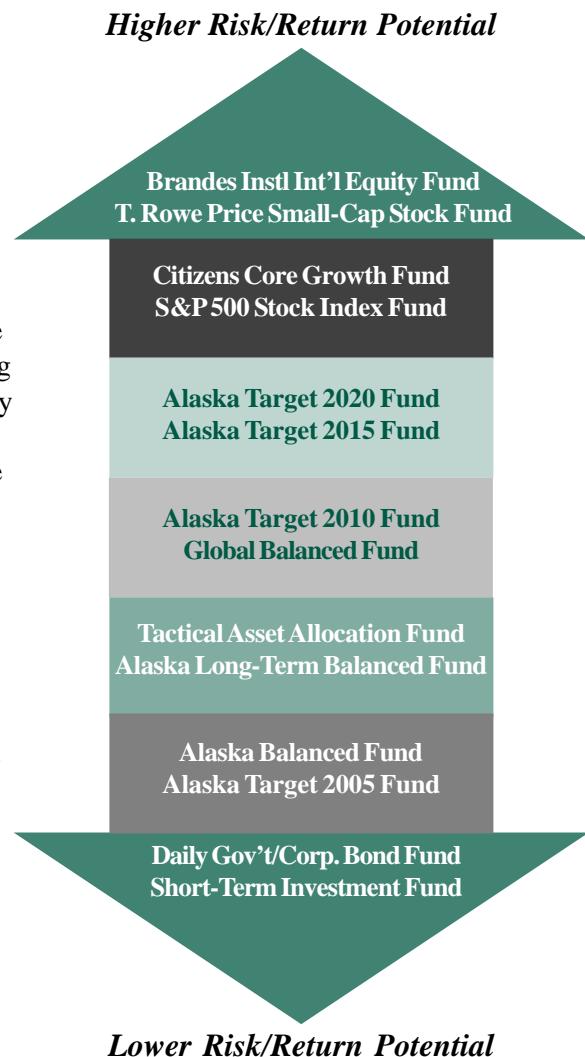 Higher Risk/Return Potential
Brandes Instl Int'l Equity Fund
T. Rowe Price Small-Cap Stock Fund
Citizens Core Growth Fund
S&P 500 Stock Index Fund
Alaska Target 2020 Fund
Alaska Target 2015 Fund
Alaska Target 2010 Fund
Global Balanced Fund
Tactical Asset Allocation Fund
Alaska Long-Term Balanced Fund
Alaska Balanced Fund
Alaska Target 2005 Fund
Daily Gov't/Corp. Bond Fund
Short-Term Investment Fund
Lower Risk/Return Potential